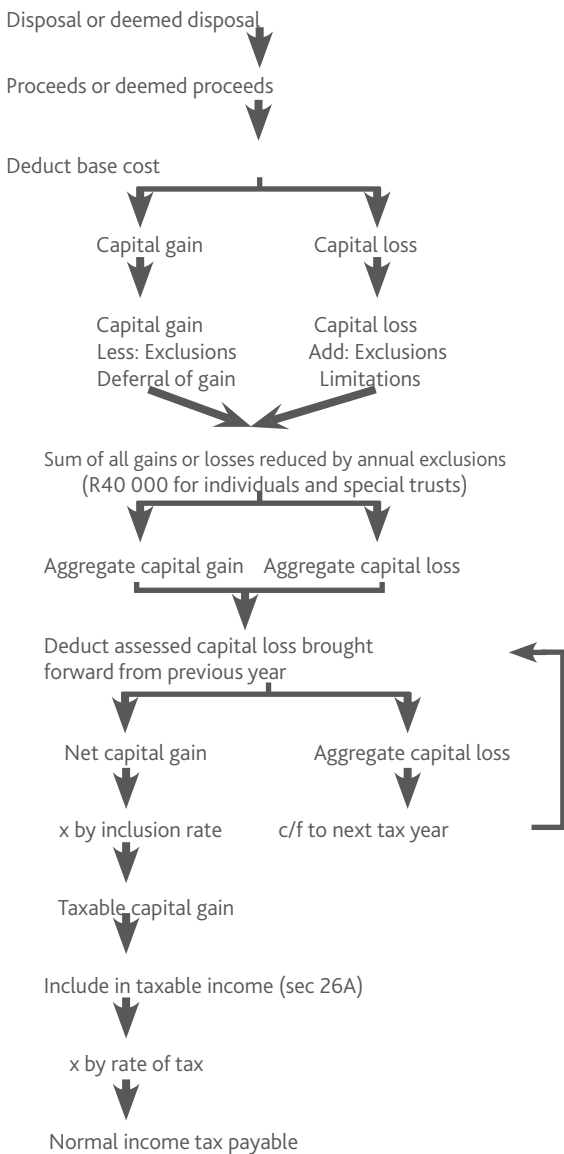 Disposal or deemed disposal
Proceeds or deemed proceeds
Deduct base cost
Capital gain
Capital loss
Capital gain
Less: Exclusions
Deferral of gain
Capital loss
Add: Exclusions
Limitations
Sum of all gains or losses reduced by annual exclusions
(R40 000 for individuals and special trusts)
Aggregate capital gain
Aggregate capital loss
Deduct assessed capital loss brought
forward from previous year
Net capital gain
Aggregate capital loss
x by inclusion rate
c/f to next tax year
Taxable capital gain
Include in taxable income (sec 26A)
x by rate of tax
Normal income tax payable